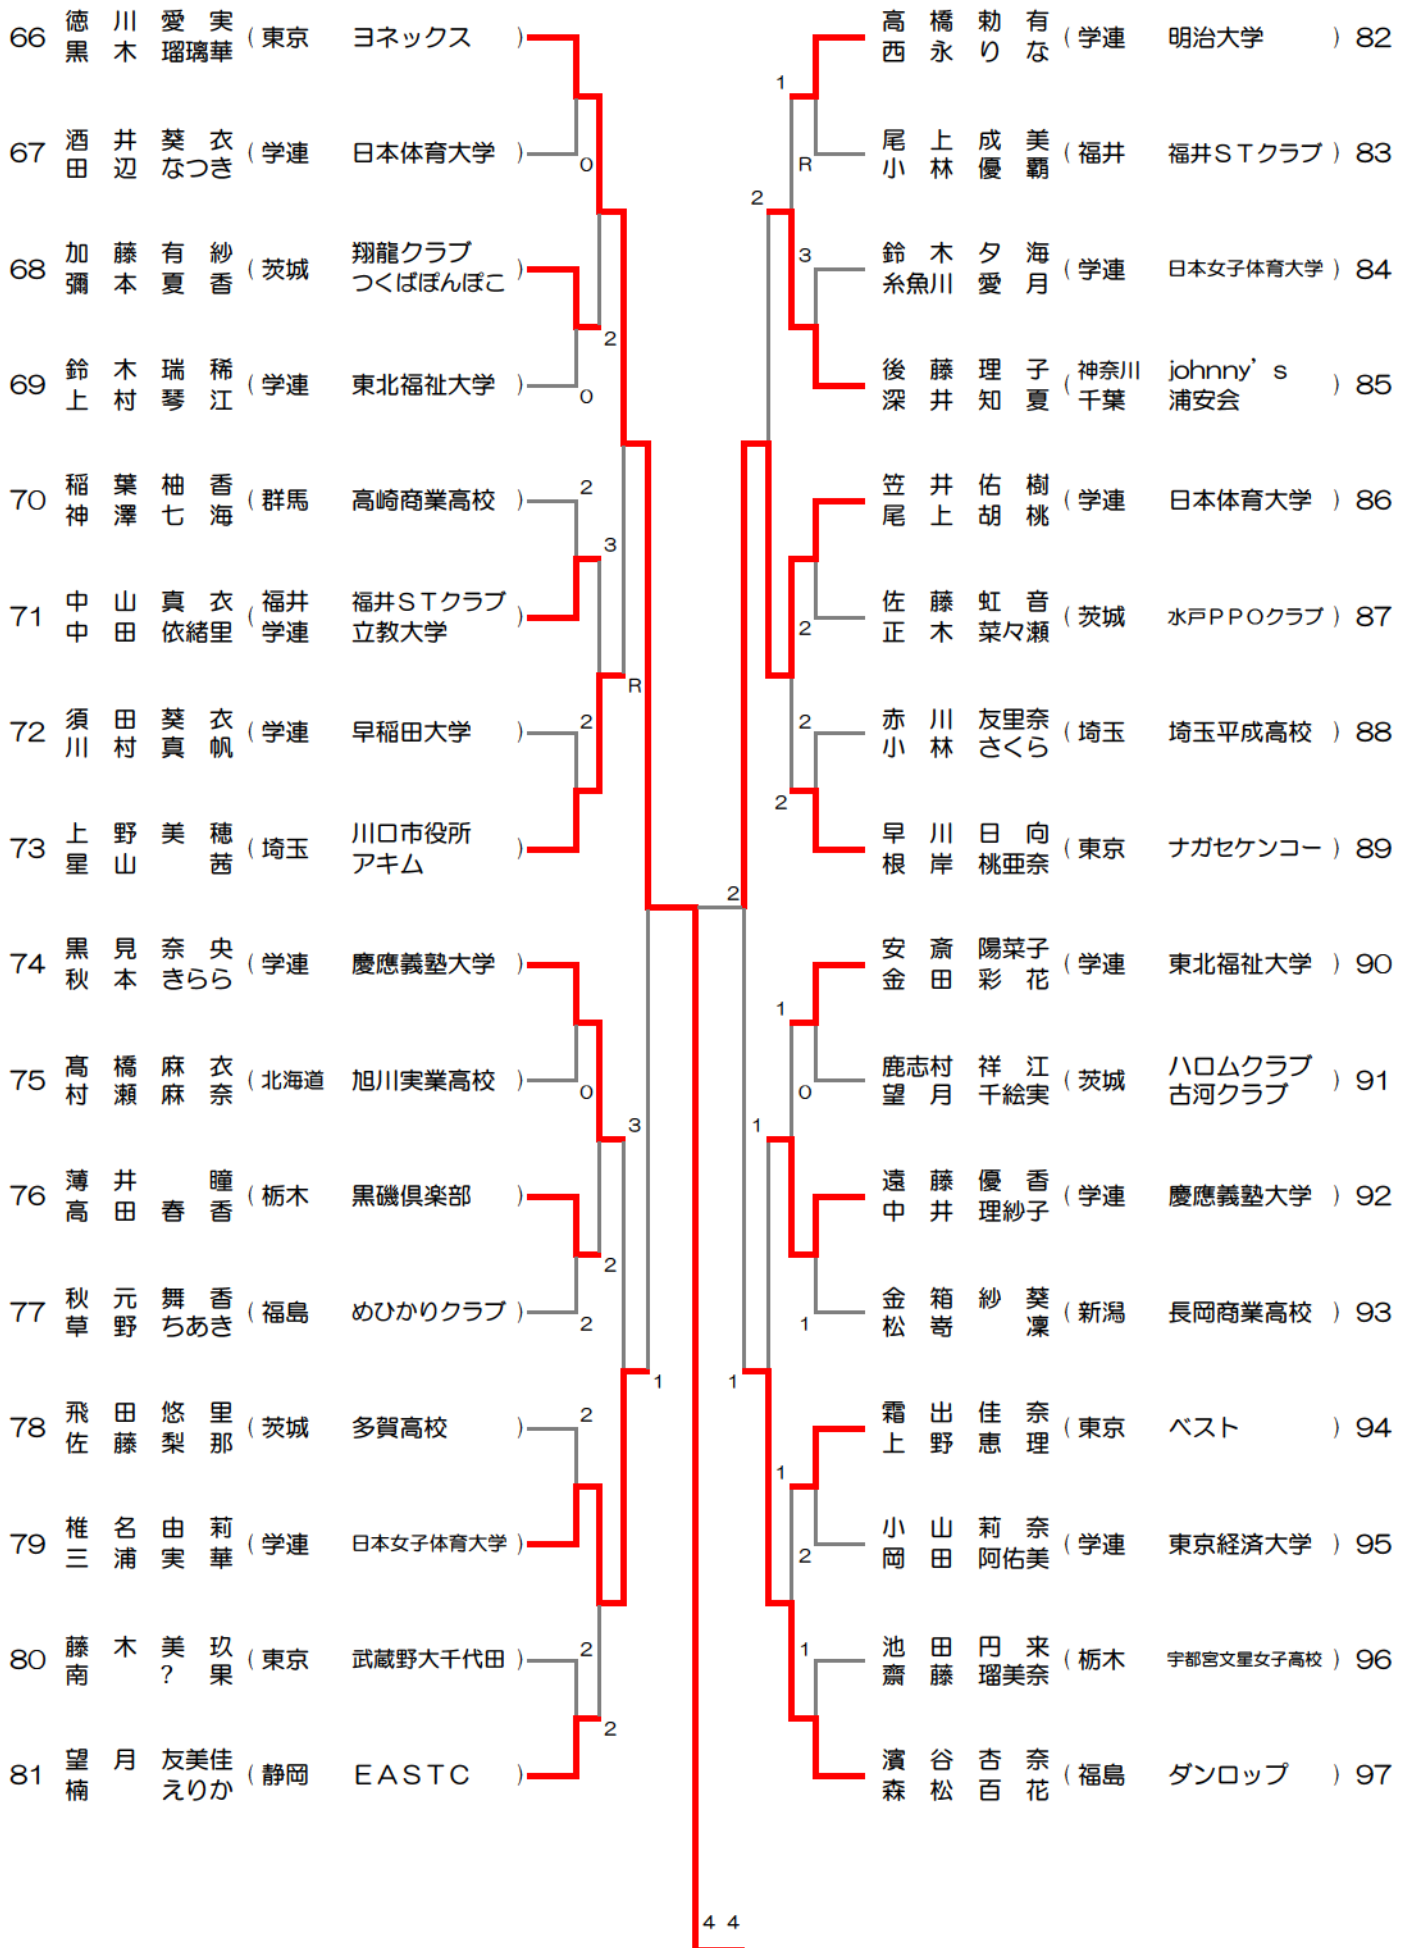 66 徳川愛実 黒木瑠璃華 (東京 ヨネックス)
67 酒井葵衣 田辺なつき (学連 日本体育大学)
0
68 加藤有紗 彌本夏香 (茨城 翔龍クラブ つくばぽんぽこ)
2
69 鈴木瑞稀 上村琴江 (学連 東北福祉大学)
0
70 稲葉柚香 神澤七海 (群馬 高崎商業高校)
2
3
71 中山真衣 中田依緒里 (福井 学連 福井STクラブ 立教大学)
R
72 須田葵衣 川村真帆 (学連 早稲田大学)
2
73 上野美穂 星山茜 (埼玉 川口市役所 アキム)
74 黒見奈央 秋本きらら (学連 慶應義塾大学)
75 髙橋麻衣 村瀬麻奈 (北海道 旭川実業高校)
0
3
76 薄井瞳 高田春香 (栃木 黒磯倶楽部)
2
77 秋元舞香 草野ちあき (福島 めひかりクラブ)
2
1
78 飛田悠里 佐藤梨那 (茨城 多賀高校)
2
79 椎名由莉 三浦実華 (学連 日本女子体育大学)
80 藤木美玖 南?果 (東京 武蔵野大千代田)
2
2
81 望月友美佳 楠えりか (静岡 EASTC)
高橋勅有 西永りな (学連 明治大学) 82
1
尾上成美 小林優覇 (福井 福井STクラブ) 83
R
2
鈴木夕海 糸魚川愛月 (学連 日本女子体育大学) 84
3
後藤理子 深井知夏 (神奈川 千葉 johnny's 浦安会) 85
笠井佑樹 尾上胡桃 (学連 日本体育大学) 86
佐藤虹音 正木菜々瀬 (茨城 水戸PPOクラブ) 87
2
赤川友里奈 小林さくら (埼玉 埼玉平成高校) 88
2
2
早川日向 根岸桃亜奈 (東京 ナガセケンコー) 89
2
安斎陽菜子 金田彩花 (学連 東北福祉大学) 90
1
鹿志村祥江 望月千絵実 (茨城 ハロムクラブ 古河クラブ) 91
0
1
遠藤優香 中井理紗子 (学連 慶應義塾大学) 92
金箱紗葵 松嵜凜 (新潟 長岡商業高校) 93
1
1
霜出佳奈 上野恵理 (東京 ベスト) 94
1
小山莉奈 岡田阿佑美 (学連 東京経済大学) 95
2
池田円来 齋藤瑠美奈 (栃木 宇都宮文星女子高校) 96
1
濱谷杏奈 森松百花 (福島 ダンロップ) 97
4 4